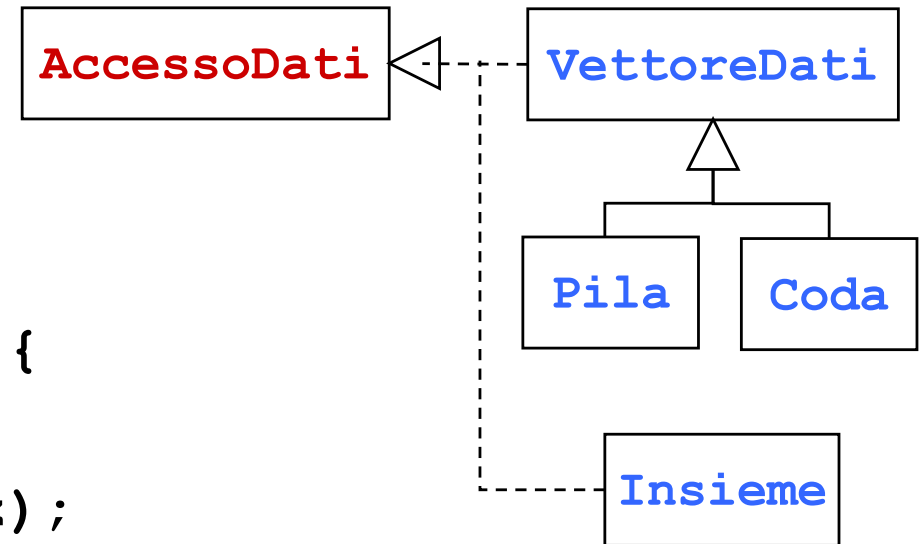 AccessoDati
VettoreDati
Pila
Coda
{
Insieme
);